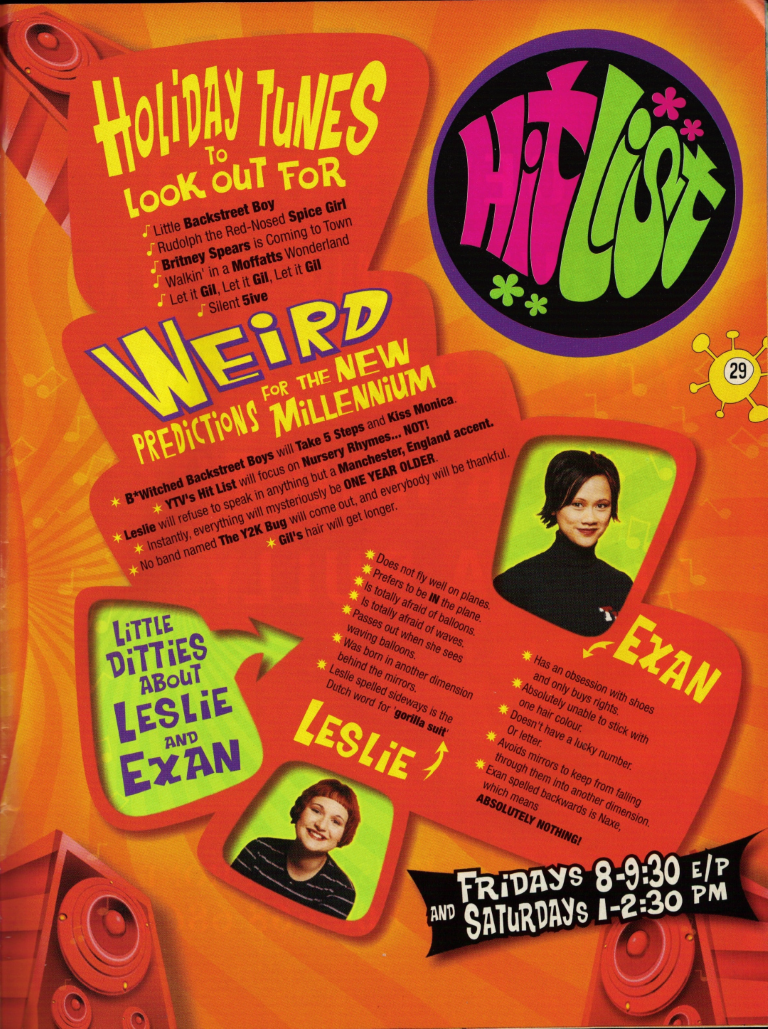 HOLiDAY TUNES
TO
LOOK OUT FOR
Little Backstreet Boy
Rudolph the Red-Nosed Spice Girl
Britney Spears is Coming to Town
Walkin' in a Moffatts Wonderland
Let it Gil, Let it Gil, Let it Gil
Silent 5ive
Hit List
29
WEiRD
PREDiCTiONS FOR THE NEW
MiLLENNiUM
B*Witched Backstreet Boys will Take 5 Steps and Kiss Monica.
YTV's Hit List will focus on Nursery Rhymes... NOT!
Leslie will refuse to speak in anything but a Manchester, England accent.
Instantly, everything will mysteriously be ONE YEAR OLDER.
No band named The Y2K Bug will come out, and everybody will be thankful.
Gil's hair will get longer.
LiTTLE
DiTTiES
ABOUT
LESLiE
AND
EXAN
Does not fly well on planes.
Prefers to be IN the plane.
Is totally afraid of balloons.
Is totally afraid of waves.
Passes out when she sees
waving balloons.
Was born in another dimension
behind the mirrors.
Leslie spelled sideways is the
Dutch word for 'gorilla suit'
LESLiE
EXAN
Has an obsession with shoes
and only buys rights.
Absolutely unable to stick with
one hair colour.
Doesn't have a lucky number.
Or letter.
Avoids mirrors to keep from falling
through them into another dimension.
Exan spelled backwards is Naxe,
which means
ABSOLUTELY NOTHING!
FRiDAYS 8-9:30 E/P
AND SATURDAYS 1-2:30 PM